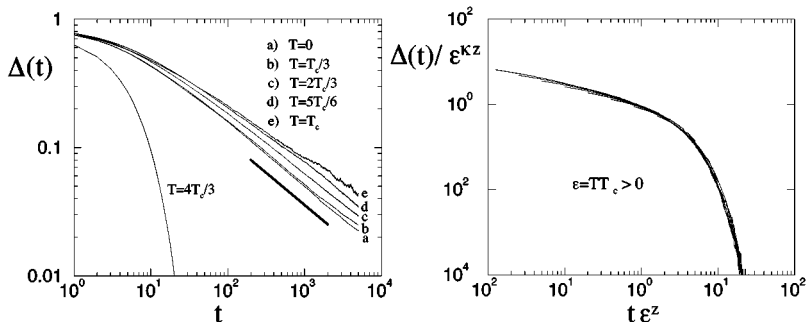 1
Δ(t)
a) T=0
b) T=T_c/3
c) T=2T_c/3
d) T=5T_c/6
e) T=T_c
0.1
T=4T_c/3
e
d
c
b
a
0.01
10^0 10^1 10^2 10^3 10^4
t
10^2
Δ(t)/ ε^κz
10^0
ε=TT_c>0
10^2
10^4
10^2 10^1 10^0 10^1 10^2
t ε^z